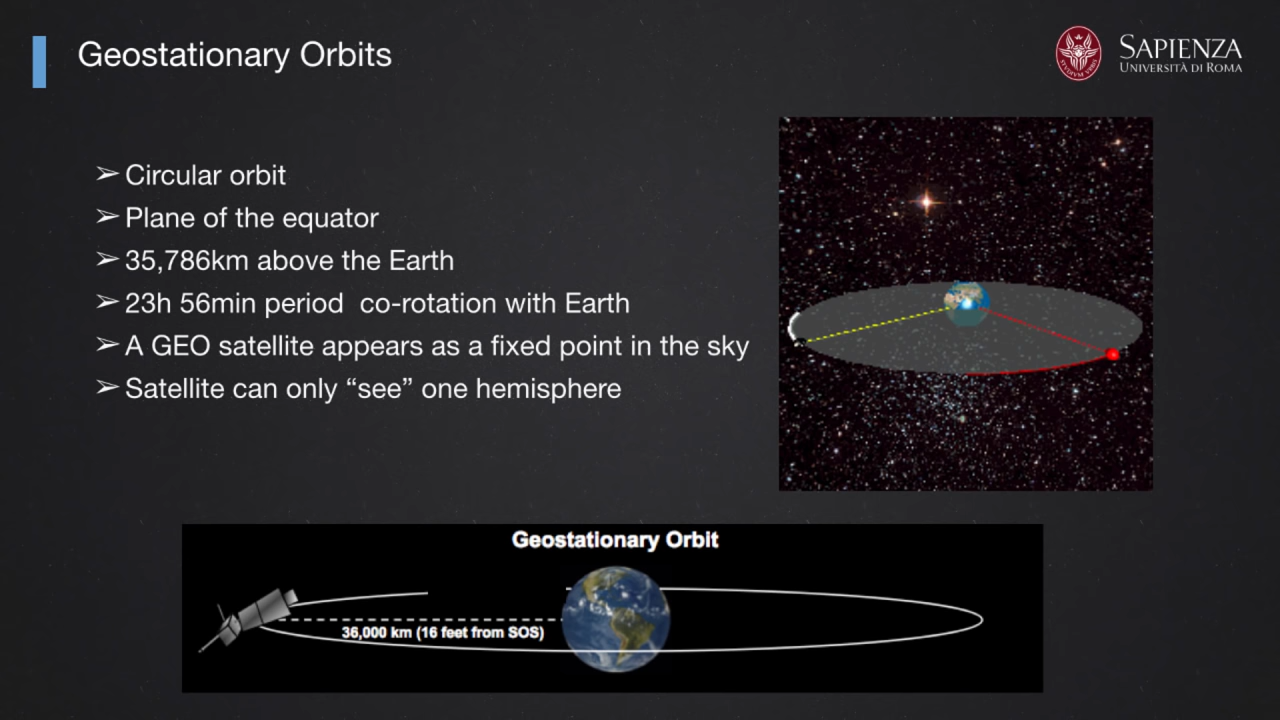 Geostationary Orbits
SAPIENZA
UNIVERSITÀ DI ROMA
➢ Circular orbit
➢ Plane of the equator
➢ 35,786km above the Earth
➢ 23h 56min period  co-rotation with Earth
➢ A GEO satellite appears as a fixed point in the sky
➢ Satellite can only “see” one hemisphere
Geostationary Orbit
36,000 km (16 feet from SOS)